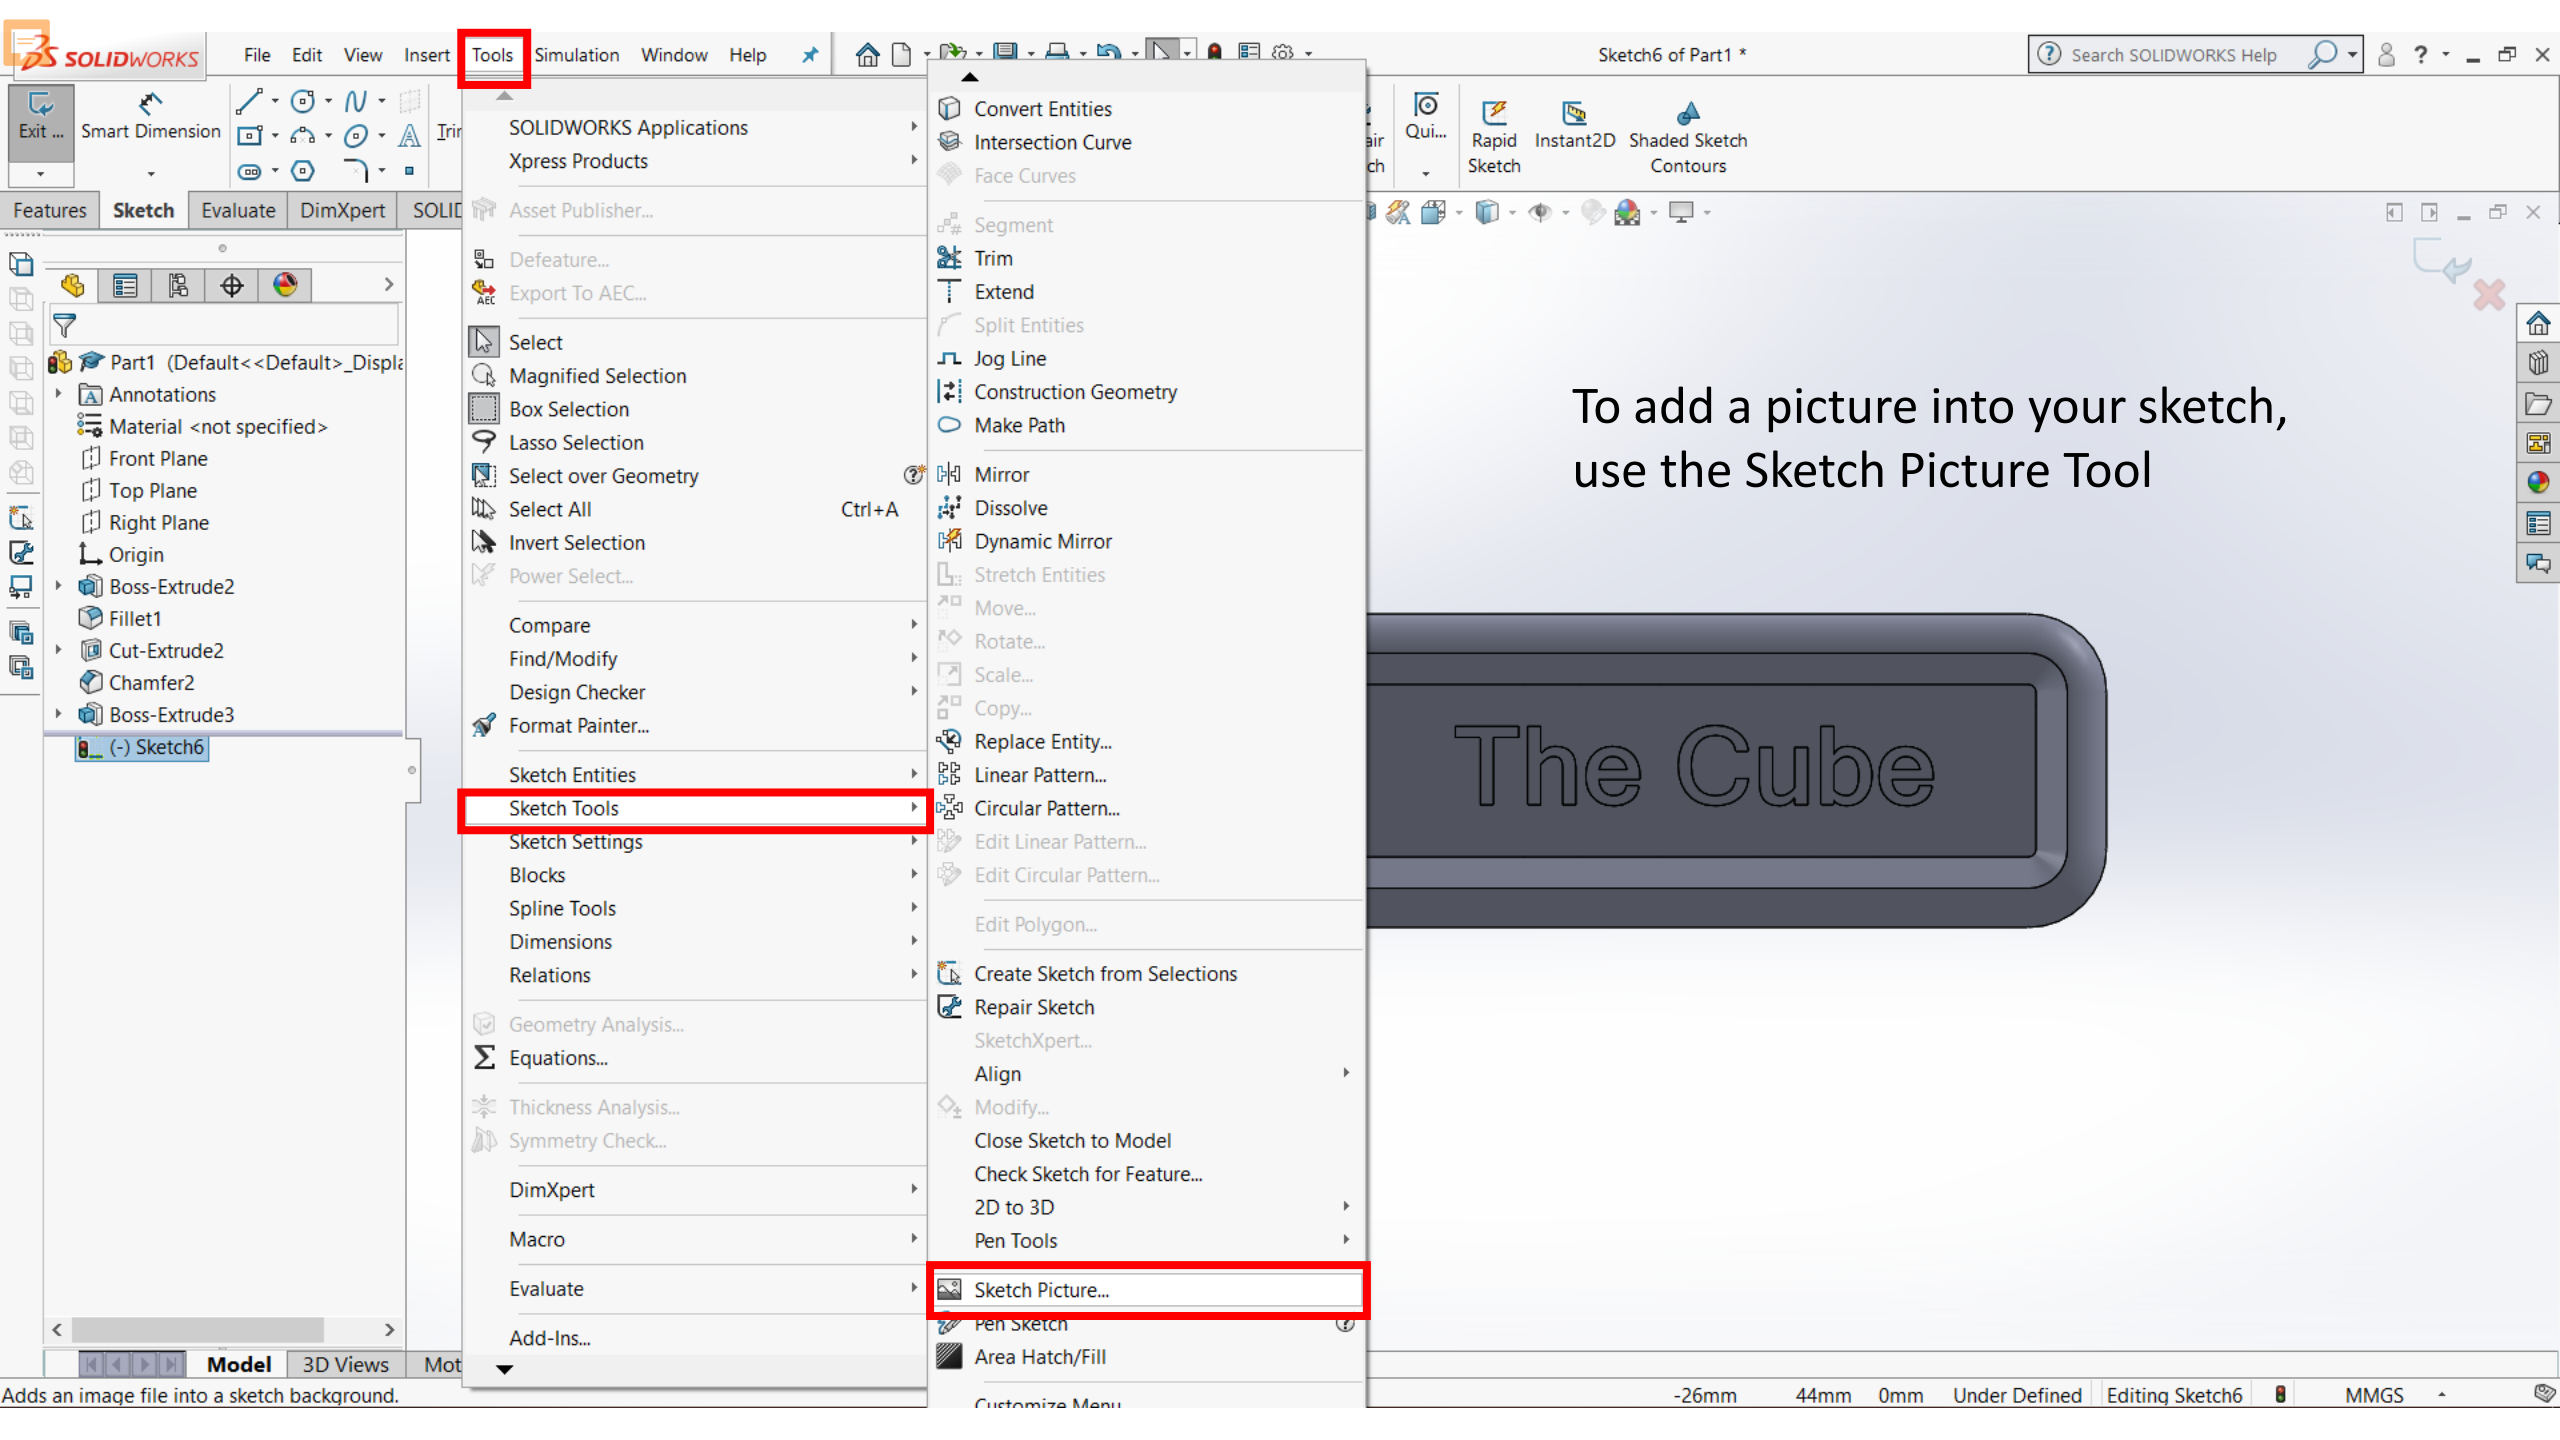 SOLIDWORKS File Edit View Insert Tools Simulation Window Help Sketch6 of Part1 * Search SOLIDWORKS Help
Exit ... Smart Dimension
Qui...
Rapid Sketch
Instant2D
Shaded Sketch Contours
Features Sketch Evaluate DimXpert
Part1 (Default<<Default>_Displa
Annotations
Material <not specified>
Front Plane
Top Plane
Right Plane
Origin
Boss-Extrude2
Fillet1
Cut-Extrude2
Chamfer2
Boss-Extrude3
(-) Sketch6
SOLIDWORKS Applications
Xpress Products
Asset Publisher...
Defeature...
Export To AEC...
Select
Magnified Selection
Box Selection
Lasso Selection
Select over Geometry
Select All Ctrl+A
Invert Selection
Power Select...
Compare
Find/Modify
Design Checker
Format Painter...
Sketch Entities
Sketch Tools
Sketch Settings
Blocks
Spline Tools
Dimensions
Relations
Geometry Analysis...
Equations...
Thickness Analysis...
Symmetry Check...
DimXpert
Macro
Evaluate
Add-Ins...
Convert Entities
Intersection Curve
Face Curves
Segment
Trim
Extend
Split Entities
Jog Line
Construction Geometry
Make Path
Mirror
Dissolve
Dynamic Mirror
Stretch Entities
Move...
Rotate...
Scale...
Copy...
Replace Entity...
Linear Pattern...
Circular Pattern...
Edit Linear Pattern...
Edit Circular Pattern...
Edit Polygon...
Create Sketch from Selections
Repair Sketch
SketchXpert...
Align
Modify...
Close Sketch to Model
Check Sketch for Feature...
2D to 3D
Pen Tools
Sketch Picture...
Pen Sketch
Area Hatch/Fill
Customize Menu
To add a picture into your sketch,
use the Sketch Picture Tool
The Cube
Model 3D Views
Adds an image file into a sketch background. -26mm 44mm 0mm Under Defined Editing Sketch6 MMGS